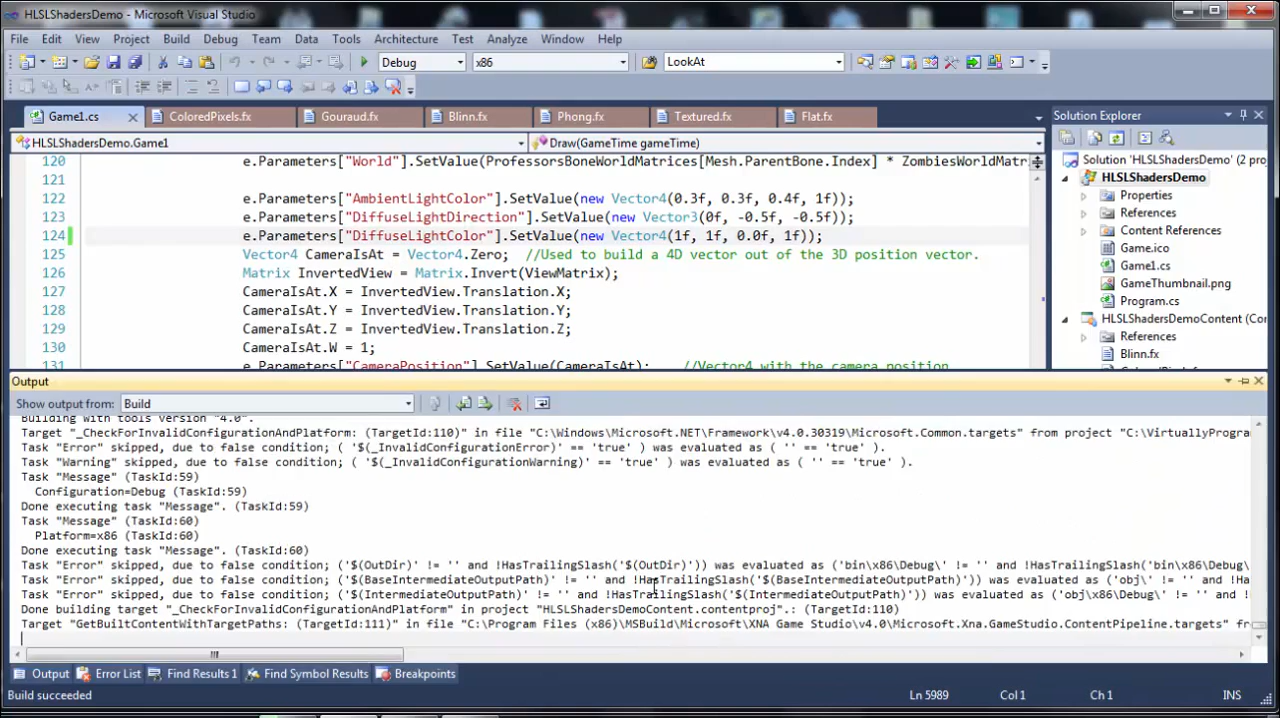 HLSLShadersDemo - Microsoft Visual Studio
File Edit View Project Build Debug Team Data Tools Architecture Test Analyze Window Help
Debug x86 LookAt
Game1.cs ColoredPixels.fx Gouraud.fx Blinn.fx Phong.fx Textured.fx Flat.fx
HLSLShadersDemo.Game1 Draw(GameTime gameTime)
120 e.Parameters["World"].SetValue(ProfessorsBoneWorldMatrices[Mesh.ParentBone.Index] * ZombiesWorldMatr
121
122 e.Parameters["AmbientLightColor"].SetValue(new Vector4(0.3f, 0.3f, 0.4f, 1f));
123 e.Parameters["DiffuseLightDirection"].SetValue(new Vector3(0f, -0.5f, -0.5f));
124 e.Parameters["DiffuseLightColor"].SetValue(new Vector4(1f, 1f, 0.0f, 1f));
125 Vector4 CameraIsAt = Vector4.Zero; //Used to build a 4D vector out of the 3D position vector.
126 Matrix InvertedView = Matrix.Invert(ViewMatrix);
127 CameraIsAt.X = InvertedView.Translation.X;
128 CameraIsAt.Y = InvertedView.Translation.Y;
129 CameraIsAt.Z = InvertedView.Translation.Z;
130 CameraIsAt.W = 1;
131 e.Parameters["CameraPosition"].SetValue(CameraIsAt); //Vector4 with the camera position
Solution Explorer
Solution 'HLSLShadersDemo' (2 pro
HLSLShadersDemo
Properties
References
Content References
Game.ico
Game1.cs
GameThumbnail.png
Program.cs
HLSLShadersDemoContent (Con
References
Blinn.fx
Output
Show output from: Build
Building with tools version "4.0".
Target "_CheckForInvalidConfigurationAndPlatform: (TargetId:110)" in file "C:\Windows\Microsoft.NET\Framework\v4.0.30319\Microsoft.Common.targets" from project "C:\VirtuallyProgra
Task "Error" skipped, due to false condition; ( '$(_InvalidConfigurationError)' == 'true' ) was evaluated as ( '' == 'true' ).
Task "Warning" skipped, due to false condition; ( '$(_InvalidConfigurationWarning)' == 'true' ) was evaluated as ( '' == 'true' ).
Task "Message" (TaskId:59)
Configuration=Debug (TaskId:59)
Done executing task "Message". (TaskId:59)
Task "Message" (TaskId:60)
Platform=x86 (TaskId:60)
Done executing task "Message". (TaskId:60)
Task "Error" skipped, due to false condition; ('$(OutDir)' != '' and !HasTrailingSlash('$(OutDir)')) was evaluated as ('bin\x86\Debug\' != '' and !HasTrailingSlash('bin\x86\Debug
Task "Error" skipped, due to false condition; ('$(BaseIntermediateOutputPath)' != '' and !HasTrailingSlash('$(BaseIntermediateOutputPath)')) was evaluated as ('obj\' != '' and !Ha
Task "Error" skipped, due to false condition; ('$(IntermediateOutputPath)' != '' and !HasTrailingSlash('$(IntermediateOutputPath)')) was evaluated as ('obj\x86\Debug\' != '' and !
Done building target "_CheckForInvalidConfigurationAndPlatform" in project "HLSLShadersDemoContent.contentproj".: (TargetId:110)
Target "GetBuiltContentWithTargetPaths: (TargetId:111)" in file "C:\Program Files (x86)\MSBuild\Microsoft\XNA Game Studio\v4.0\Microsoft.Xna.GameStudio.ContentPipeline.targets" fr
Output Error List Find Results 1 Find Symbol Results Breakpoints
Build succeeded Ln 5989 Col 1 Ch 1 INS